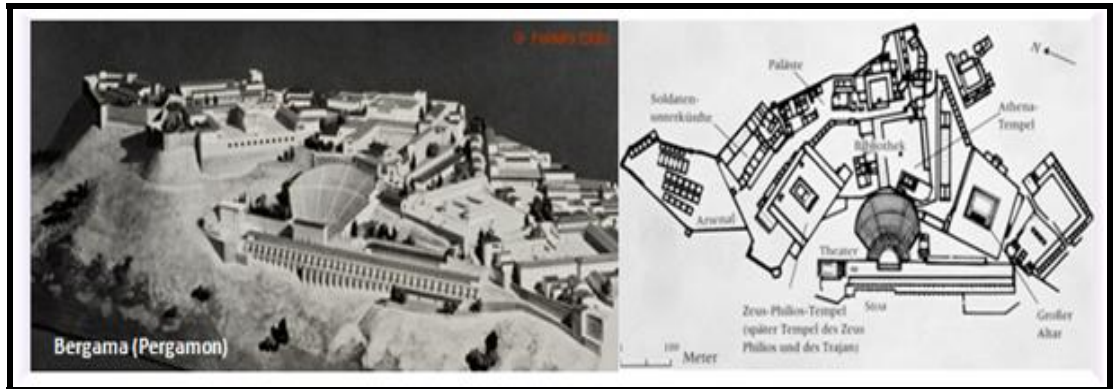 Bergama (Pergamon)
N
Paläste
Soldaten-
unterkünfte
Athena-
Tempel
Bibliothek
Arsenal
Theater
Stoa
Zeus-Philios-Tempel
(später Tempel des Zeus
Philios und des Trajan)
Großer
Altar
100
Meter